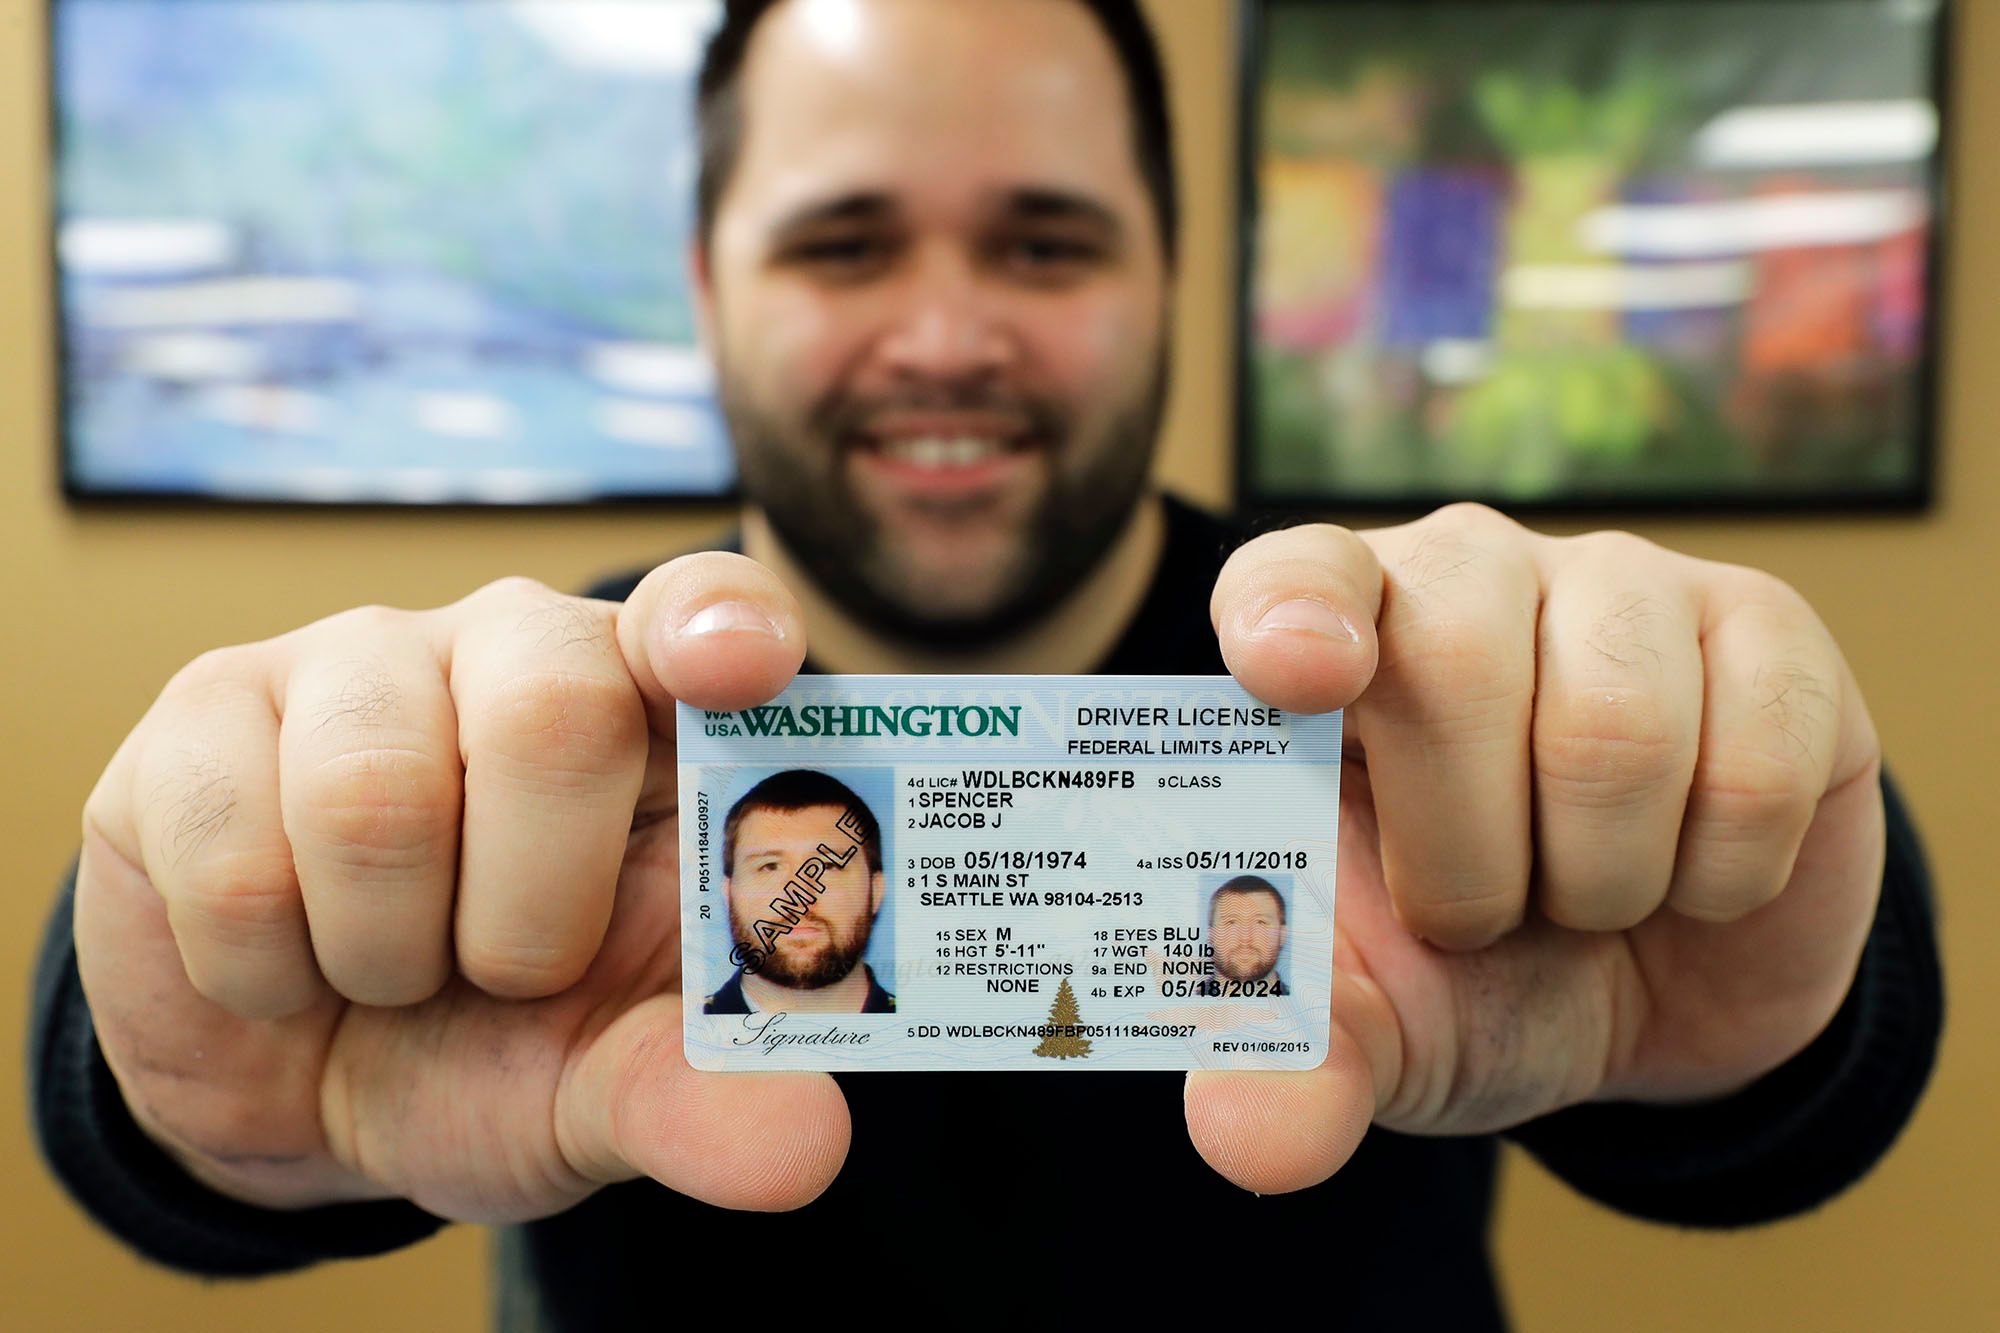 WA
USA WASHINGTON
DRIVER LICENSE
FEDERAL LIMITS APPLY
4d LIC# WDLBCKN489FB 9 CLASS
1 SPENCER
2 JACOB J
3 DOB 05/18/1974 4a ISS 05/11/2018
8 1 S MAIN ST
SEATTLE WA 98104-2513
15 SEX M 18 EYES BLU
16 HGT 5'-11" 17 WGT 140 lb
12 RESTRICTIONS 9a END NONE
NONE 4b EXP 05/18/2024
5 DD WDLBCKN489FBP0511184G0927
REV 01/06/2015
20 P0511184G0927
SAMPLE
Signature